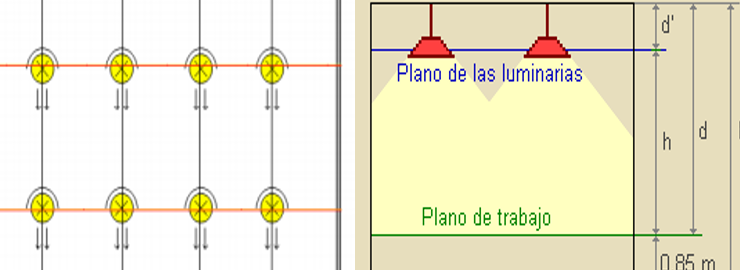 d'
Plano de las luminarias
h
d
Plano de trabajo
0.85 m